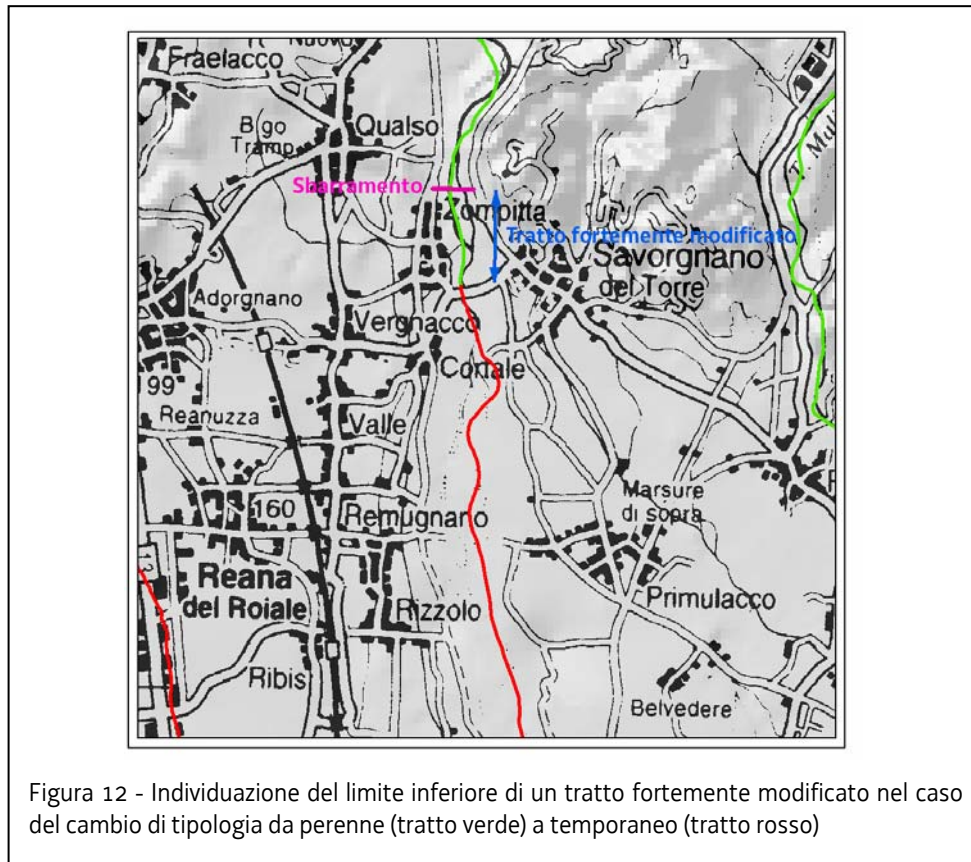 Nuovo
Fraelacco
B.go
Tramp
Qualso
T. Mal
Sbarramento
Zompitta
Tratto fortemente modificato
Savorgnano
del Torre
Adorgnano
Vergnacco
Cortale
199
Reanuzza
Valle
Marsure
di sopra
160
Remugnano
Reana
del Roiale
Rizzolo
Primulacco
Ribis
Belvedere
Figura 12 - Individuazione del limite inferiore di un tratto fortemente modificato nel caso
del cambio di tipologia da perenne (tratto verde) a temporaneo (tratto rosso)